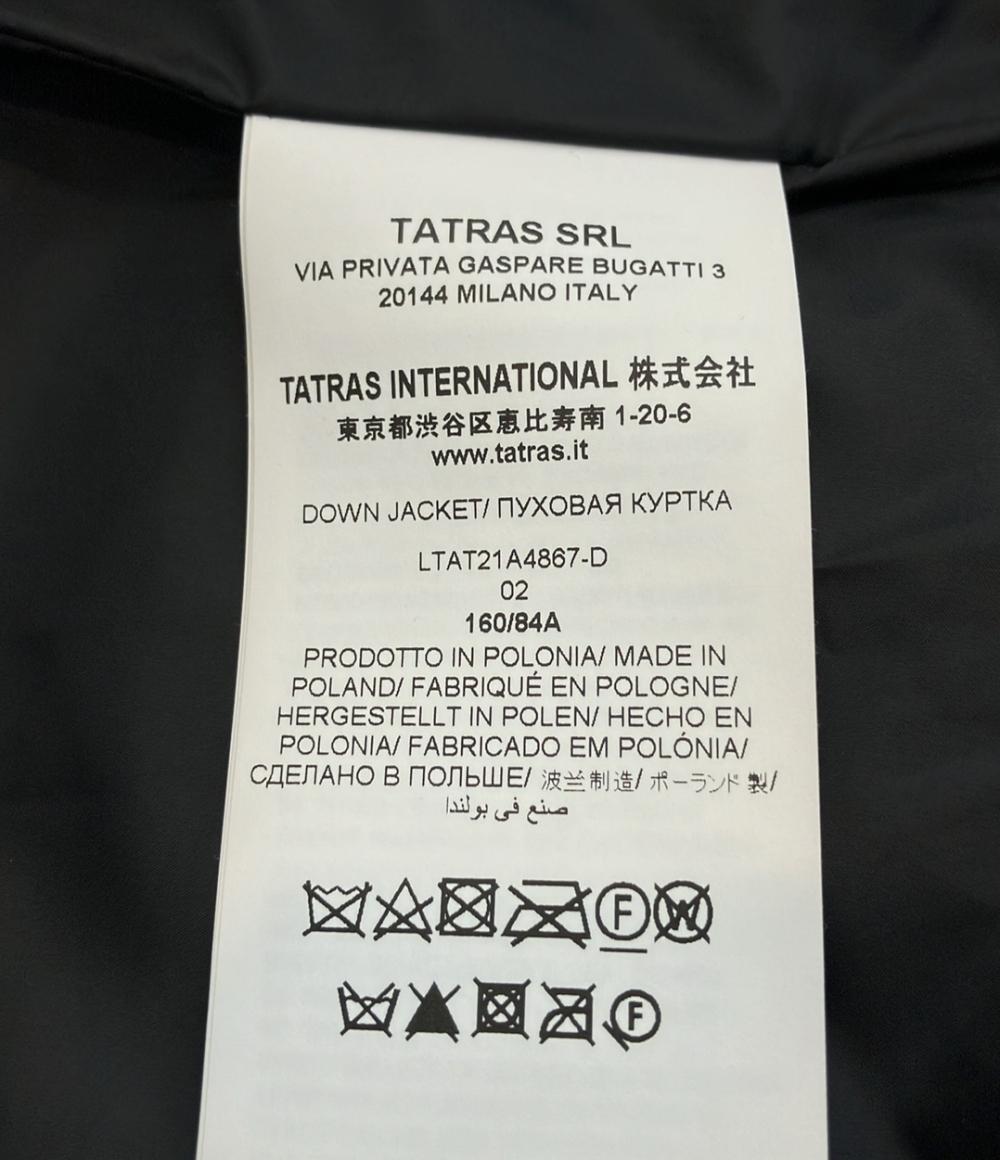 TATRAS SRL
VIA PRIVATA GASPARE BUGATTI 3
20144 MILANO ITALY
TATRAS INTERNATIONAL 株式会社
東京都渋谷区恵比寿南 1-20-6
www.tatras.it
DOWN JACKET/ ПУХОВАЯ КУРТКА
LTAT21A4867-D
02
160/84A
PRODOTTO IN POLONIA/ MADE IN
POLAND/ FABRIQUÉ EN POLOGNE/
HERGESTELLT IN POLEN/ HECHO EN
POLONIA/ FABRICADO EM POLÓNIA/
СДЕЛАНО В ПОЛЬШЕ/ 波兰制造/ ポーランド 製/
صنع في بولندا
F W
F